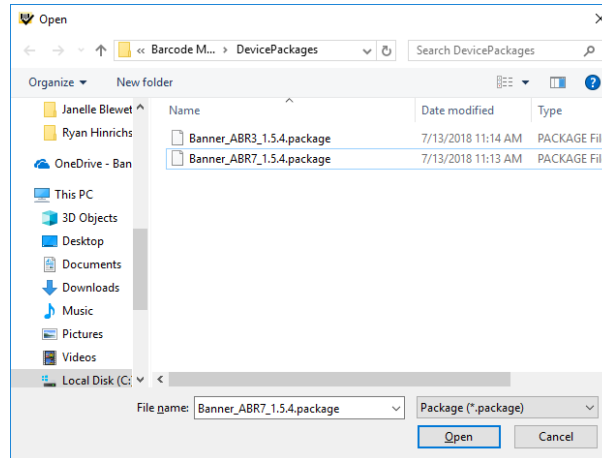 Open
« Barcode M... > DevicePackages
Search DevicePackages
Organize
New folder
Name
Date modified
Type
Janelle Blewet
Ryan Hinrichs
OneDrive - Ban
This PC
3D Objects
Desktop
Documents
Downloads
Music
Pictures
Videos
Local Disk (C:
Banner_ABR3_1.5.4.package 7/13/2018 11:14 AM PACKAGE Fil
Banner_ABR7_1.5.4.package 7/13/2018 11:13 AM PACKAGE Fil
File name: Banner_ABR7_1.5.4.package
Package (*.package)
Open
Cancel